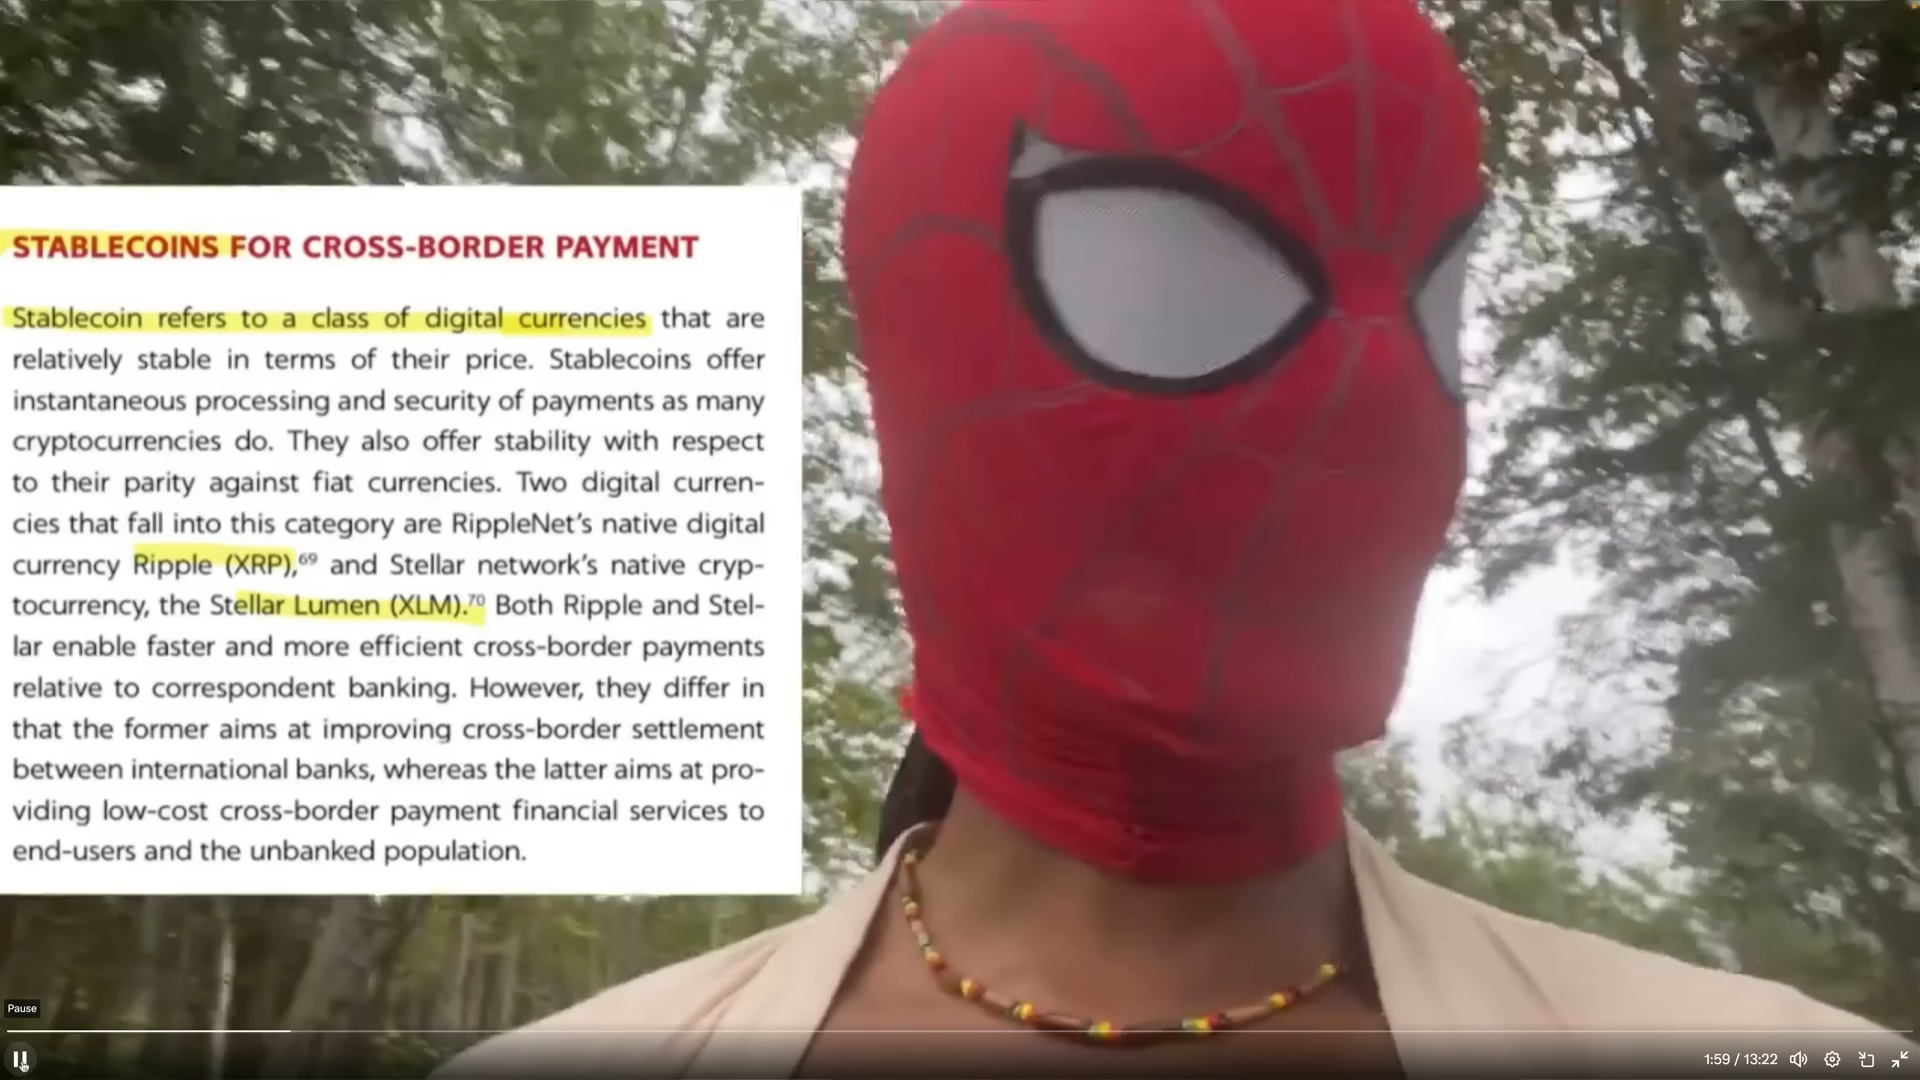 STABLECOINS FOR CROSS-BORDER PAYMENT
Stablecoin refers to a class of digital currencies that are
relatively stable in terms of their price. Stablecoins offer
instantaneous processing and security of payments as many
cryptocurrencies do. They also offer stability with respect
to their parity against fiat currencies. Two digital curren-
cies that fall into this category are RippleNet’s native digital
currency Ripple (XRP),⁶⁹ and Stellar network’s native cryp-
tocurrency, the Stellar Lumen (XLM).⁷⁰ Both Ripple and Stel-
lar enable faster and more efficient cross-border payments
relative to correspondent banking. However, they differ in
that the former aims at improving cross-border settlement
between international banks, whereas the latter aims at pro-
viding low-cost cross-border payment financial services to
end-users and the unbanked population.
Pause
1:59 / 13:22